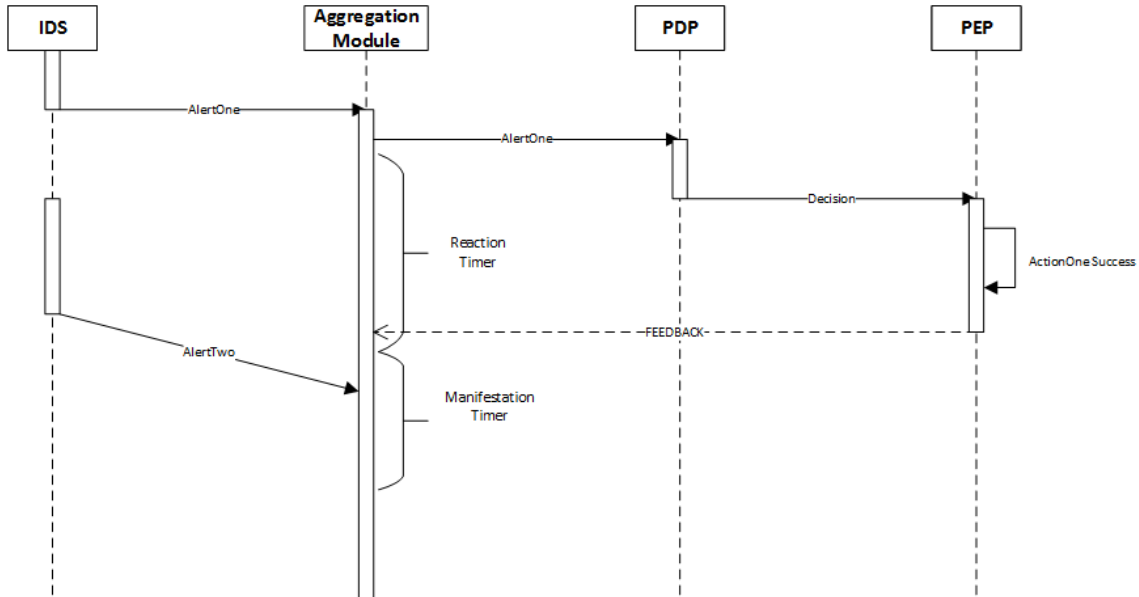 IDS
Aggregation
Module
PDP
PEP
AlertOne
AlertOne
Decision
Reaction
Timer
ActionOne Success
FEEDBACK
AlertTwo
Manifestation
Timer